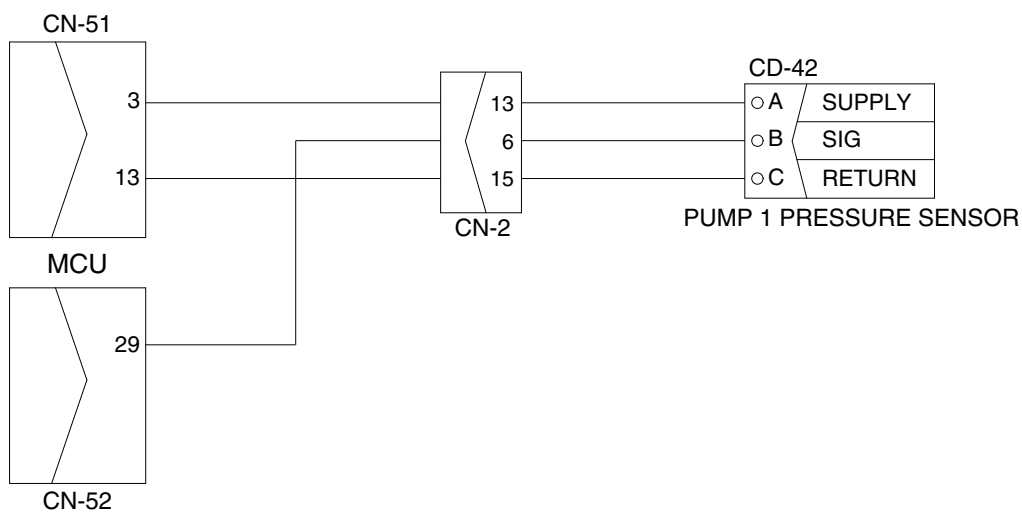 CN-51
3
13
MCU
29
CN-52
13
6
15
CN-2
CD-42
A SUPPLY
B SIG
C RETURN
PUMP 1 PRESSURE SENSOR